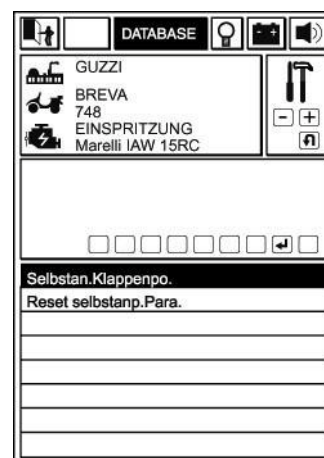 DATABASE
GUZZI
BREVA
748
EINSPRITZUNG
Marelli IAW 15RC
Selbstan.Klappenpo.
Reset selbstanp.Para.